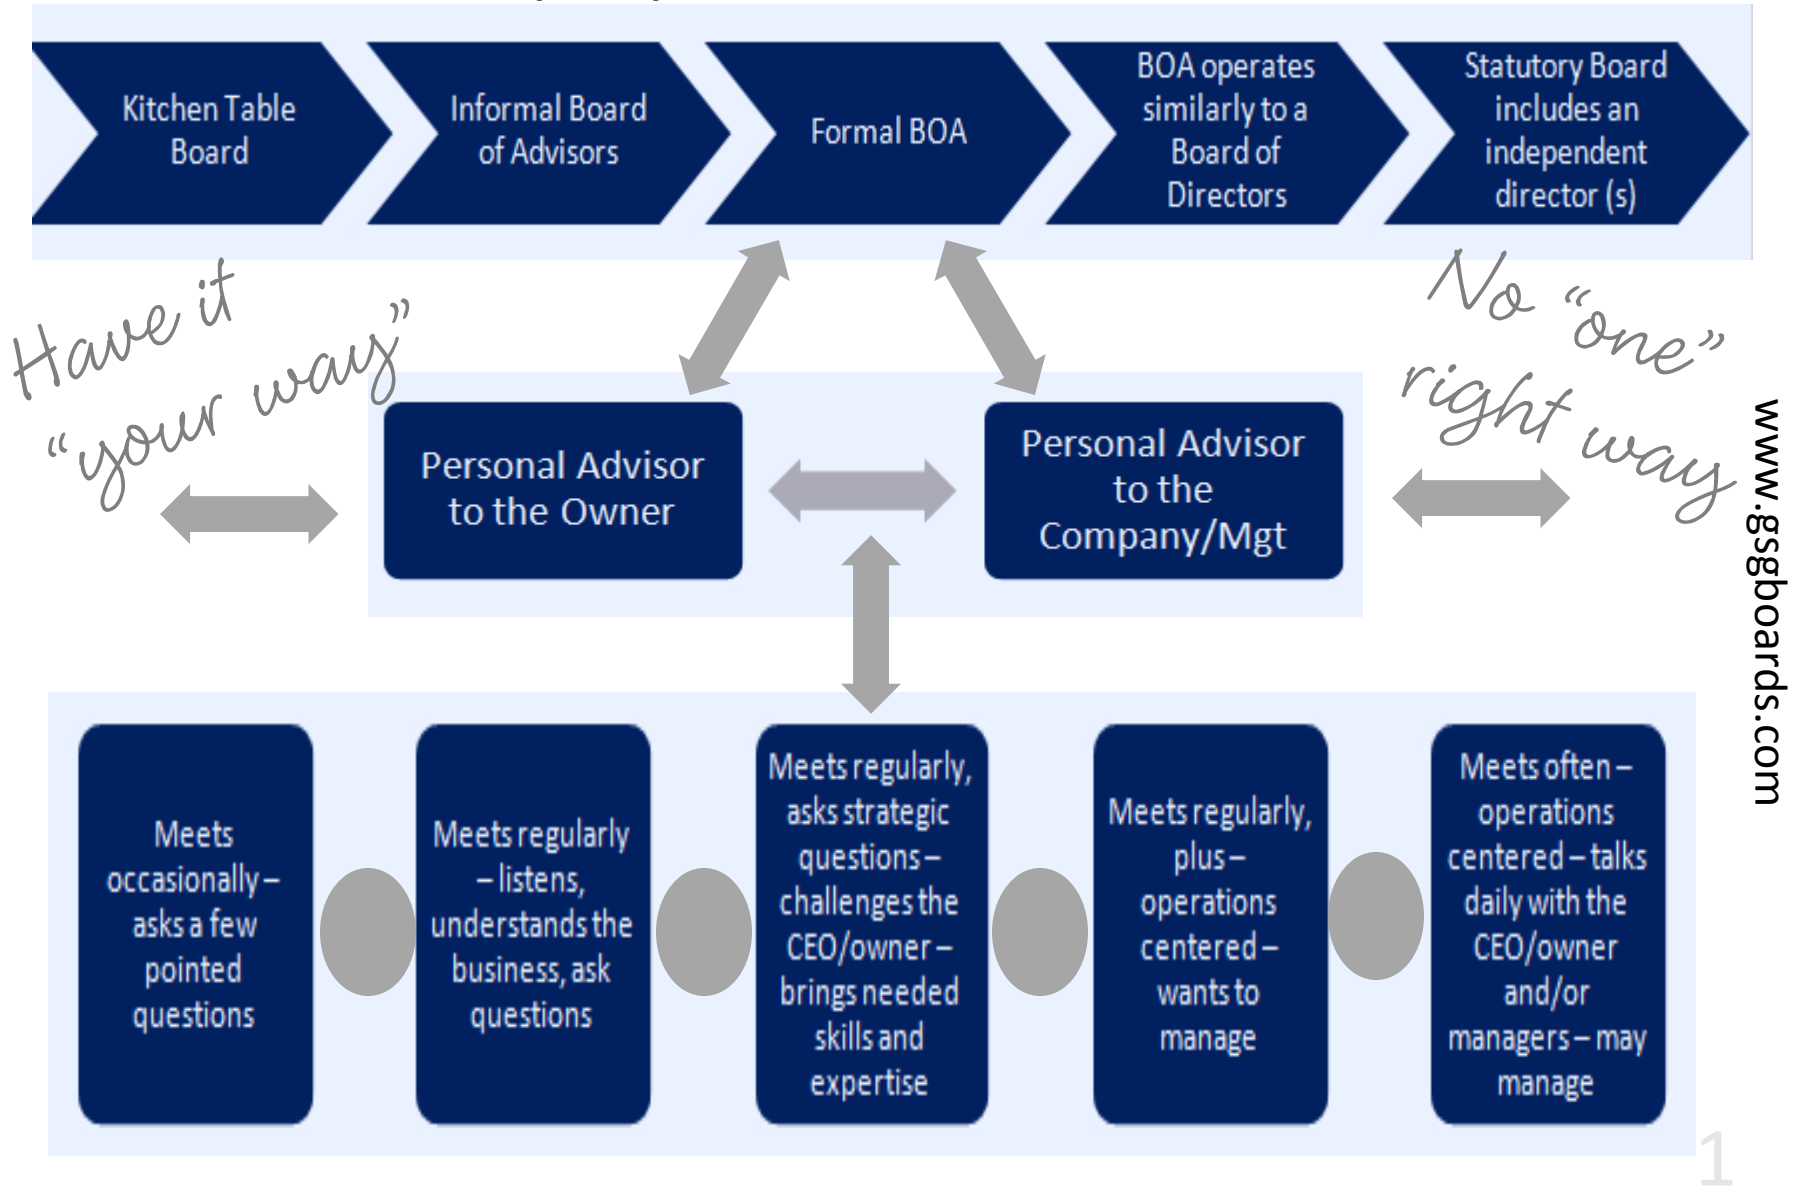 Kitchen Table
Board
Informal Board
of Advisors
Formal BOA
BOA operates
similarly to a
Board of
Directors
Statutory Board
includes an
independent
director (s)
Have it
“your way”
No “one”
right way
Personal Advisor
to the Owner
Personal Advisor
to the
Company/Mgt
www.gsgboards.com
Meets
occasionally –
asks a few
pointed
questions
Meets regularly
– listens,
understands the
business, ask
questions
Meets regularly,
asks strategic
questions –
challenges the
CEO/owner –
brings needed
skills and
expertise
Meets regularly,
plus –
operations
centered –
wants to
manage
Meets often –
operations
centered – talks
daily with the
CEO/owner
and/or
managers – may
manage
1